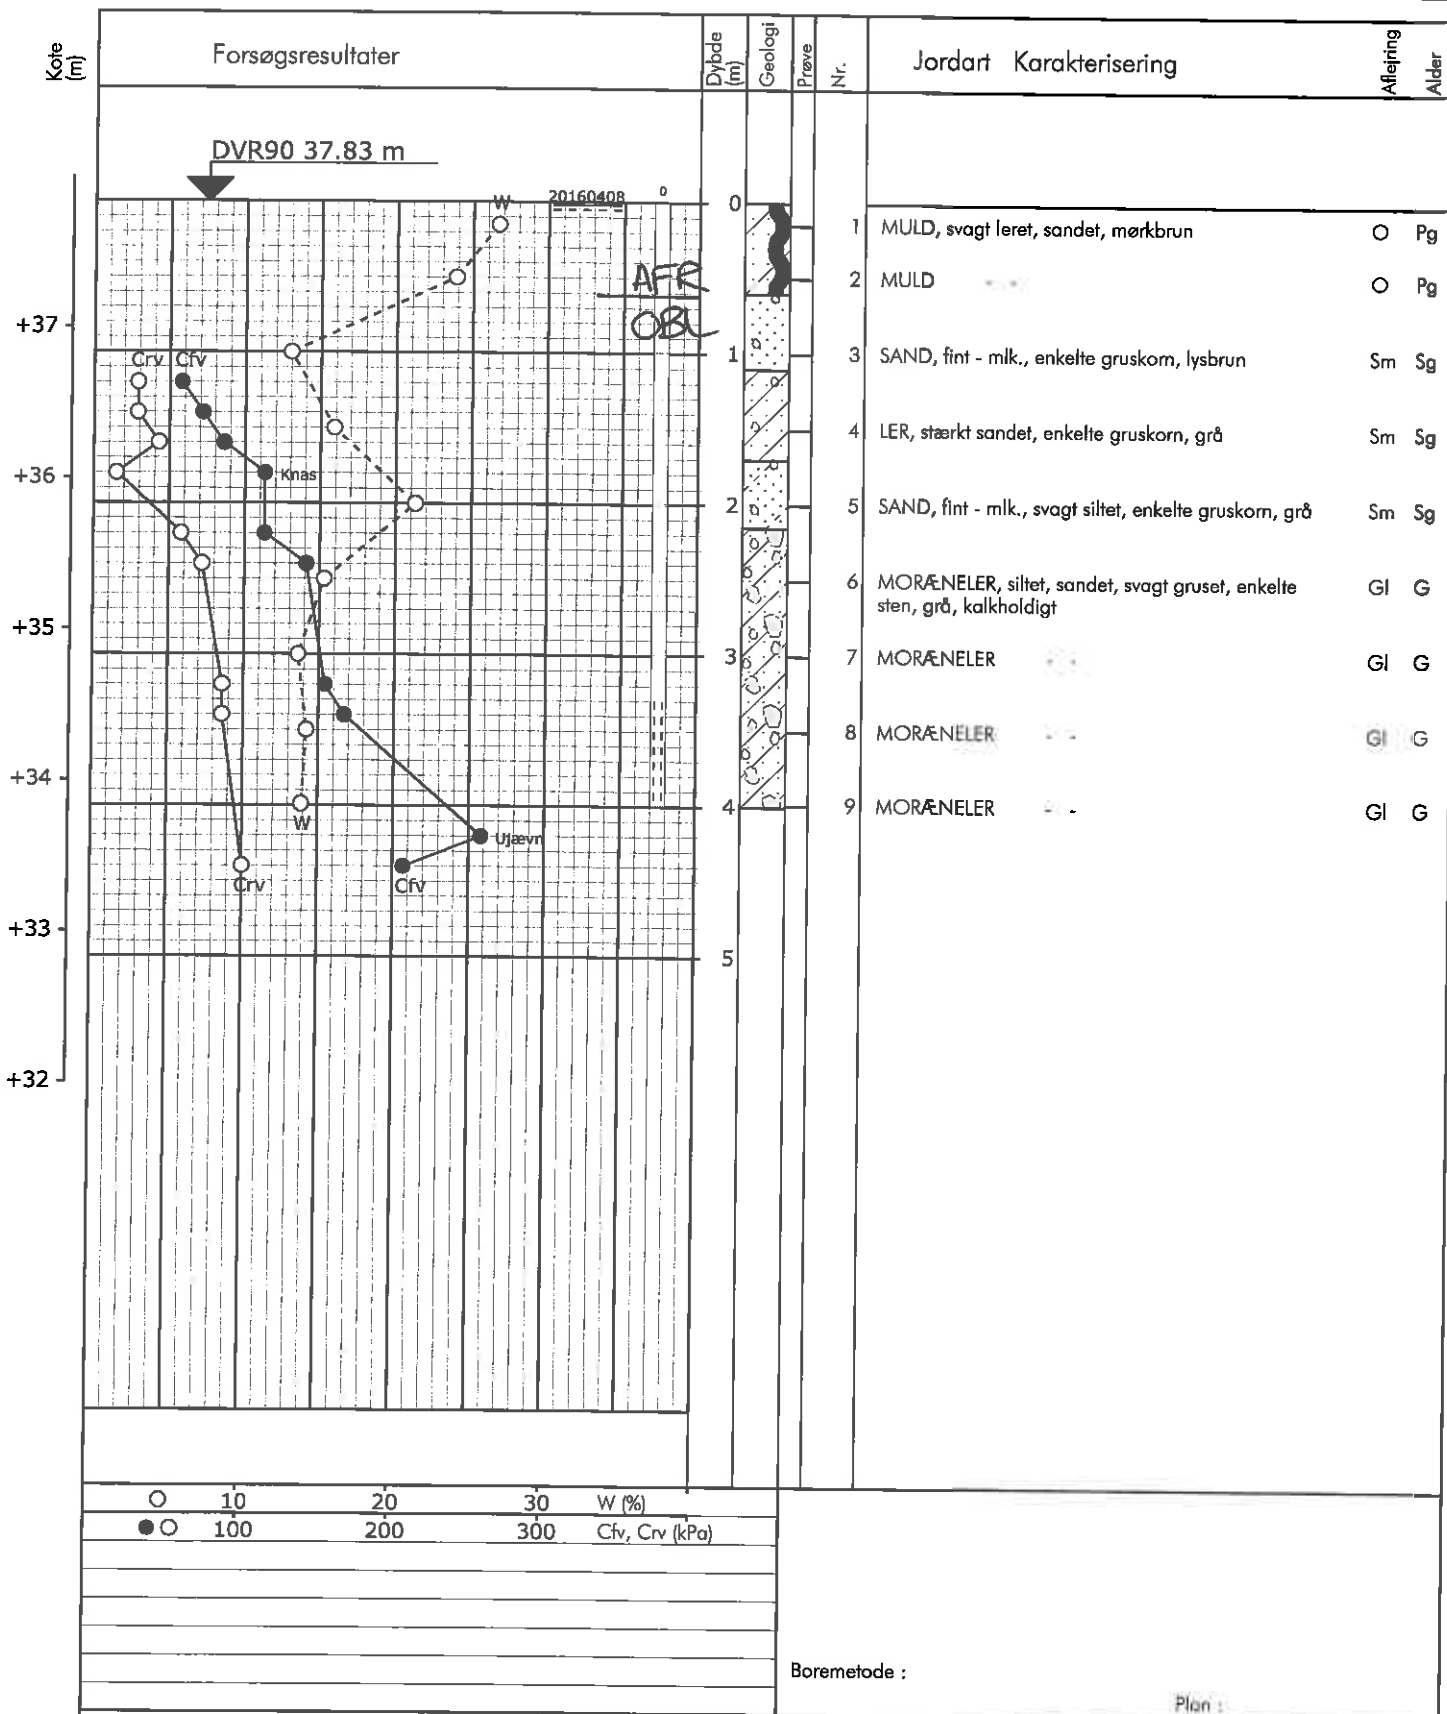 Kote (m)
Forsøgsresultater
Dybde (m)
Geologi
Prøve
Nr.
Jordart Karakterisering
Aflejring
Alder
DVR90 37.83 m
W 20160408 0
0
1 MULD, svagt leret, sandet, mørkbrun O Pg
AFR
2 MULD " " O Pg
+37
OBL
Crv Cfv
1
3 SAND, fint - mlk., enkelte gruskorn, lysbrun Sm Sg
4 LER, stærkt sandet, enkelte gruskorn, grå Sm Sg
+36
Knas
2
5 SAND, fint - mlk., svagt siltet, enkelte gruskorn, grå Sm Sg
6 MORÆNELER, siltet, sandet, svagt gruset, enkelte Gl G
sten, grå, kalkholdigt
+35
3
7 MORÆNELER " " Gl G
8 MORÆNELER " " Gl G
+34
4
9 MORÆNELER " " Gl G
W
Ujævn
Crv Cfv
+33
5
+32
10 20 30 W (%)
100 200 300 Cfv, Crv (kPa)
Boremetode :
Plan :